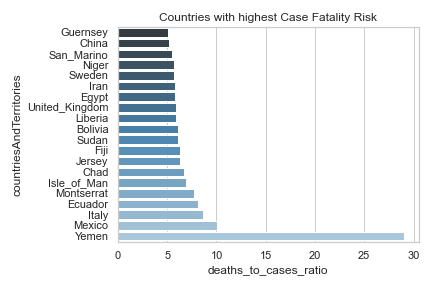 Countries with highest Case Fatality Risk
countriesAndTerritories
Guernsey
China
San_Marino
Niger
Sweden
Iran
Egypt
United_Kingdom
Liberia
Bolivia
Sudan
Fiji
Jersey
Chad
Isle_of_Man
Montserrat
Ecuador
Italy
Mexico
Yemen
0 5 10 15 20 25 30
deaths_to_cases_ratio